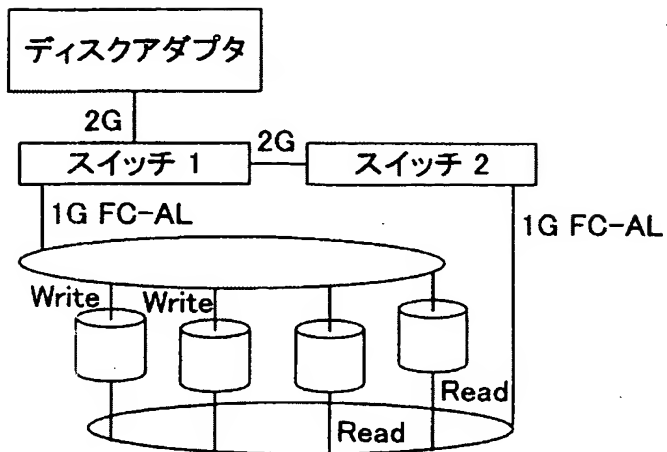 ディスクアダプタ
2G
2G
スイッチ 1
スイッチ 2
1G FC-AL
1G FC-AL
Write
Write
Read
Read